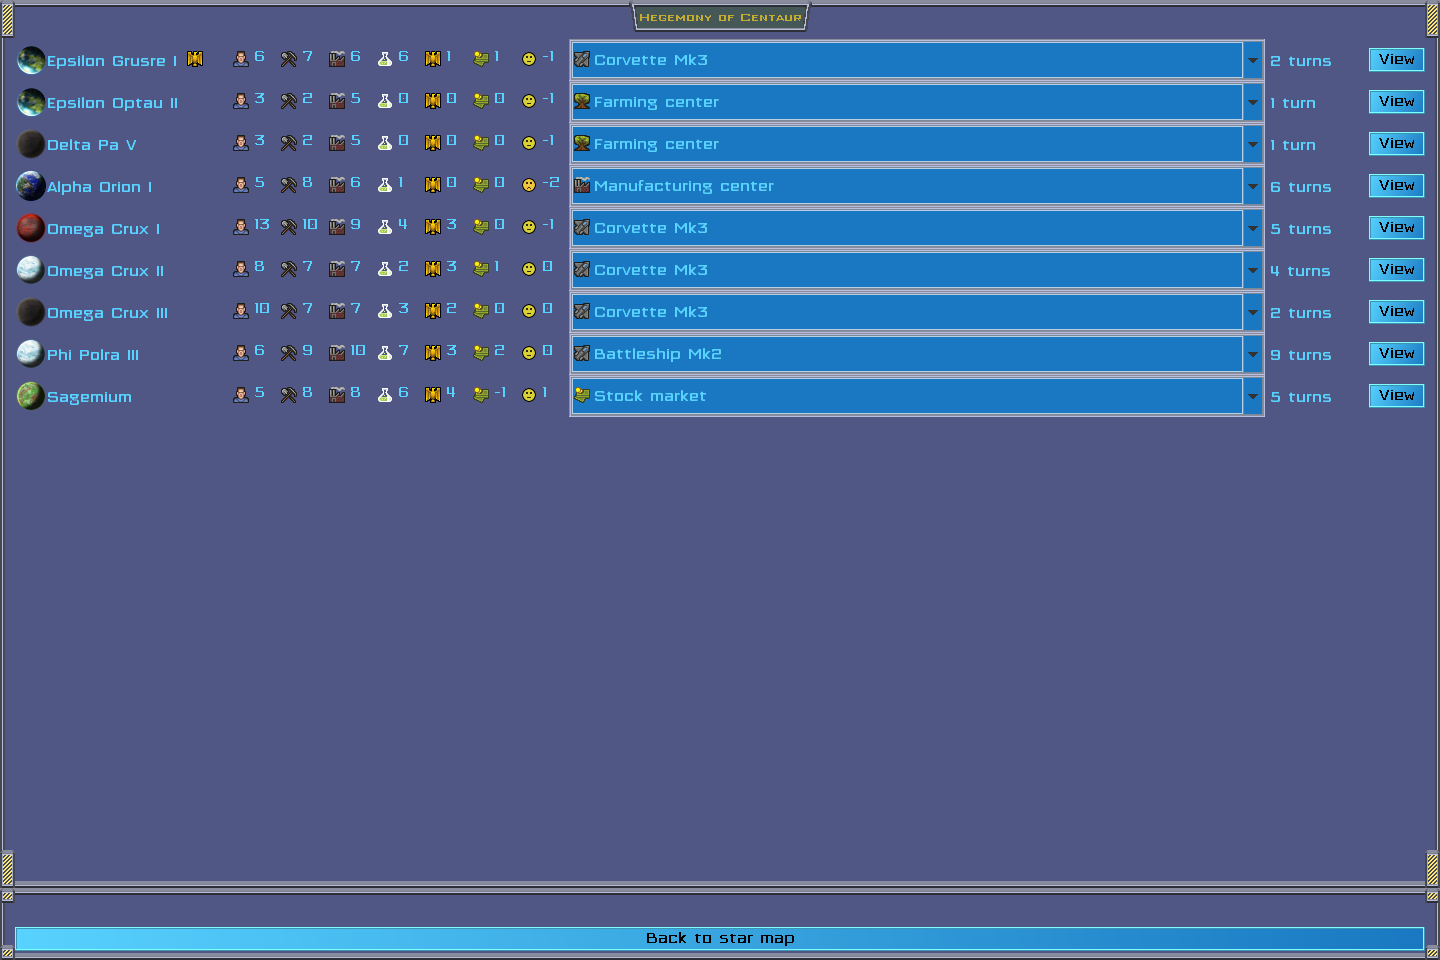 Hegemony of Centaur
Epsilon Grusre I 6 7 6 6 1 1 -1 Corvette Mk3 2 turns View
Epsilon Optau II 3 2 5 0 0 0 -1 Farming center 1 turn View
Delta Pa V 3 2 5 0 0 0 -1 Farming center 1 turn View
Alpha Orion I 5 8 6 1 0 0 -2 Manufacturing center 6 turns View
Omega Crux I 13 10 9 4 3 0 -1 Corvette Mk3 5 turns View
Omega Crux II 8 7 7 2 3 1 0 Corvette Mk3 4 turns View
Omega Crux III 10 7 7 3 2 0 0 Corvette Mk3 2 turns View
Phi Polra III 6 9 10 7 3 2 0 Battleship Mk2 9 turns View
Sagemium 5 8 8 6 4 -1 1 Stock market 5 turns View
Back to star map